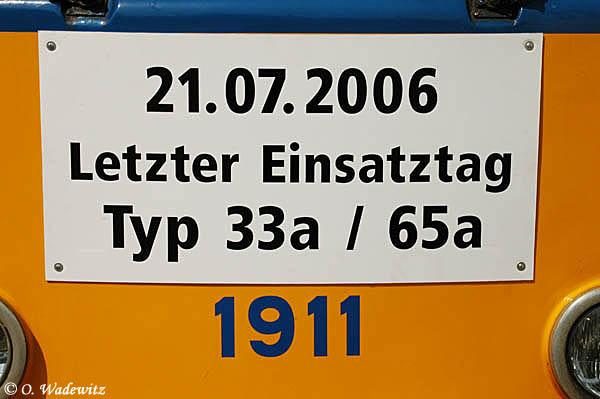 21.07.2006
Letzter Einsatztag
Typ 33a / 65a
1911
© O. Wadewitz